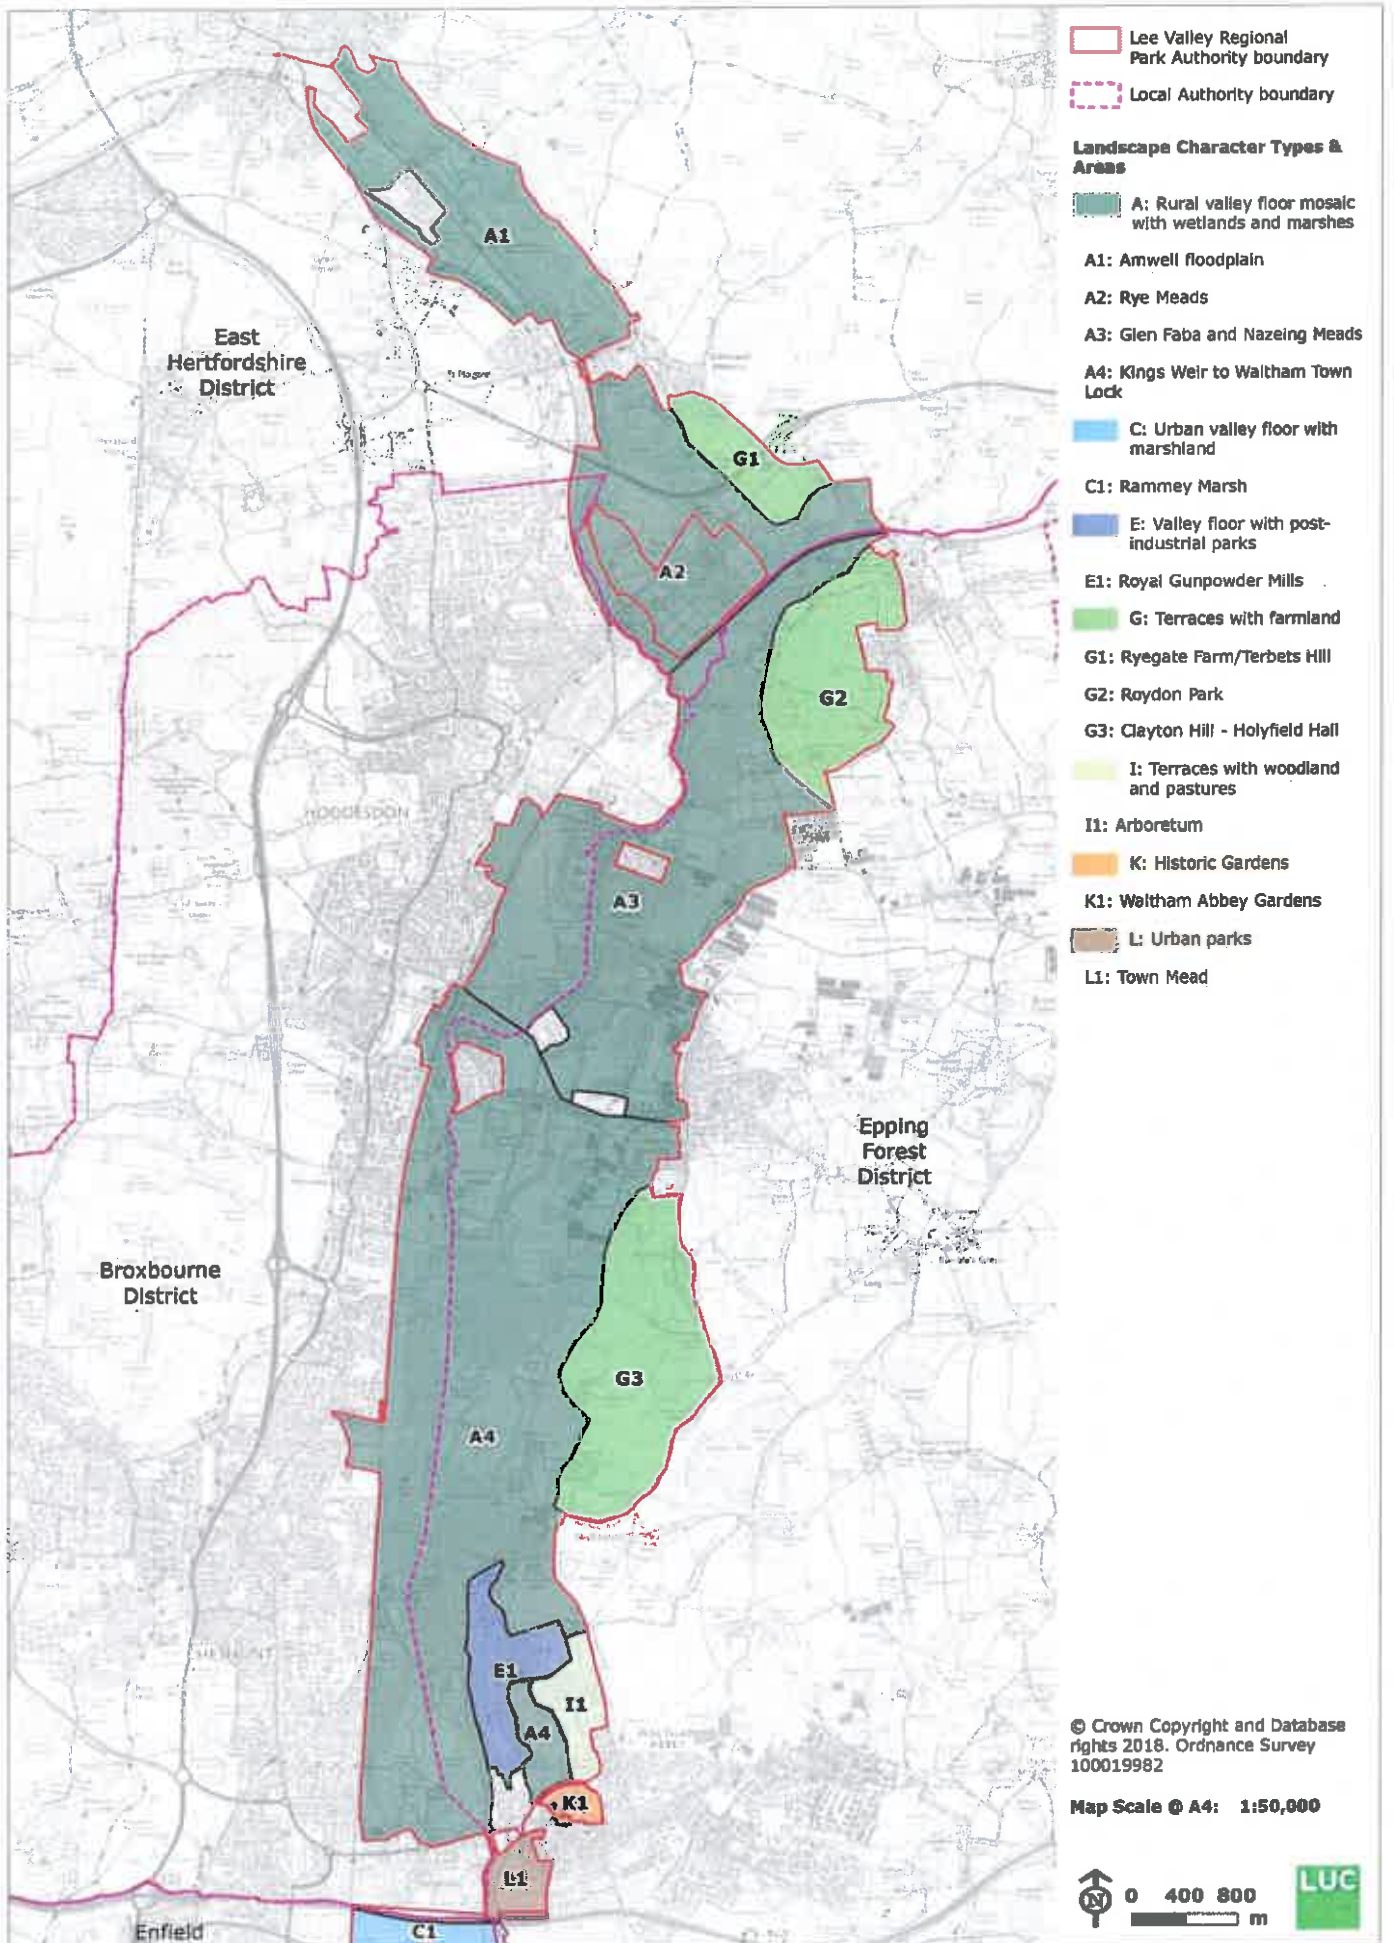 Lee Valley Regional
Park Authority boundary
Local Authority boundary
Landscape Character Types &
Areas
A: Rural valley floor mosaic
with wetlands and marshes
A1: Amwell floodplain
A2: Rye Meads
A3: Glen Faba and Nazeing Meads
A4: Kings Weir to Waltham Town
Lock
C: Urban valley floor with
marshland
C1: Rammey Marsh
E: Valley floor with post-
industrial parks
E1: Royal Gunpowder Mills
G: Terraces with farmland
G1: Ryegate Farm/Terbets Hill
G2: Roydon Park
G3: Clayton Hill - Holyfield Hall
I: Terraces with woodland
and pastures
I1: Arboretum
K: Historic Gardens
K1: Waltham Abbey Gardens
L: Urban parks
L1: Town Mead
A1
East
Hertfordshire
District
G1
A2
G2
HODDESDON
A3
Epping
Forest
District
Broxbourne
District
G3
A4
E1
I1
A4
K1
L1
Enfield
C1
© Crown Copyright and Database
rights 2018. Ordnance Survey
100019982
Map Scale @ A4: 1:50,000
N
0 400 800
m
LUC